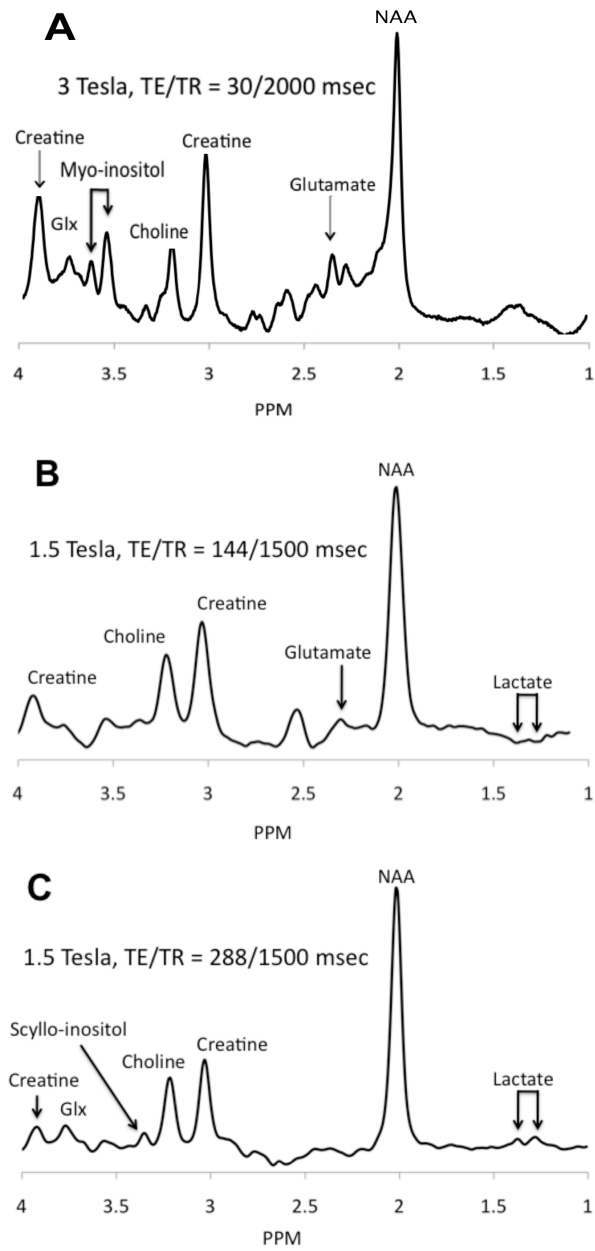 A
NAA
3 Tesla, TE/TR = 30/2000 msec
Creatine
Creatine
Myo-inositol
Glutamate
Glx
Choline
4 3.5 3 2.5 2 1.5 1
PPM
B
NAA
1.5 Tesla, TE/TR = 144/1500 msec
Creatine
Choline
Glutamate
Creatine
Lactate
4 3.5 3 2.5 2 1.5 1
PPM
C
NAA
1.5 Tesla, TE/TR = 288/1500 msec
Scyllo-inositol
Creatine
Choline
Creatine
Lactate
Glx
4 3.5 3 2.5 2 1.5 1
PPM